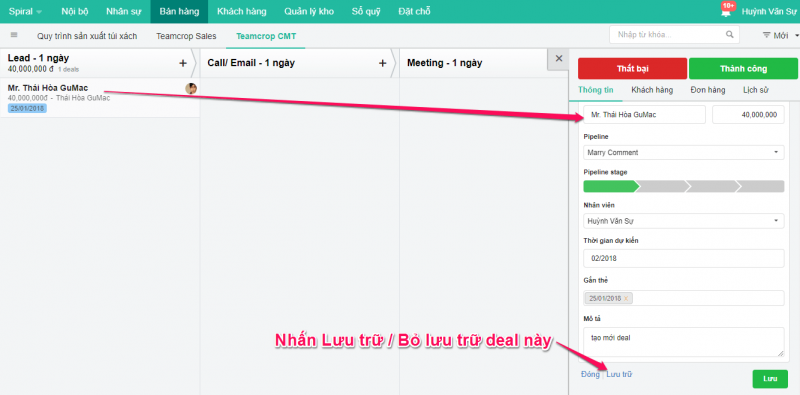 Spiral Nội bộ Nhân sự Bán hàng Khách hàng Quản lý kho Sổ quỹ Đặt chỗ 10+ Huỳnh Văn Sự
Quy trình sản xuất túi xách Teamcrop Sales Teamcrop CMT Nhập từ khóa... Mới
Lead - 1 ngày
40,000,000 đ 1 deals
Call/ Email - 1 ngày
Meeting - 1 ngày
Mr. Thái Hòa GuMac
40,000,000đ - Thái Hòa GuMac
25/01/2018
Thất bại Thành công
Thông tin Khách hàng Đơn hàng Lịch sử
Mr. Thái Hòa GuMac 40,000,000
Pipeline
Marry Comment
Pipeline stage
Nhân viên
Huỳnh Văn Sự
Thời gian dự kiến
02/2018
Gắn thẻ
25/01/2018 x
Mô tả
tạo mới deal
Nhấn Lưu trữ / Bỏ lưu trữ deal này
Đóng Lưu trữ Lưu